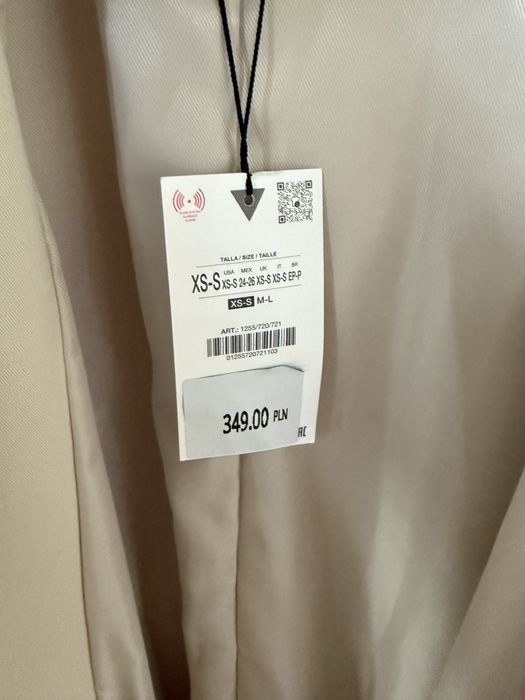 TALLA / SIZE / TAILLE
USA MEX UK IT BR
XS-S XS-S 24-26 XS-S XS-S EP-P
XS-S M-L
ART.: 1255/720/721
01255720721103
349.00 PLN